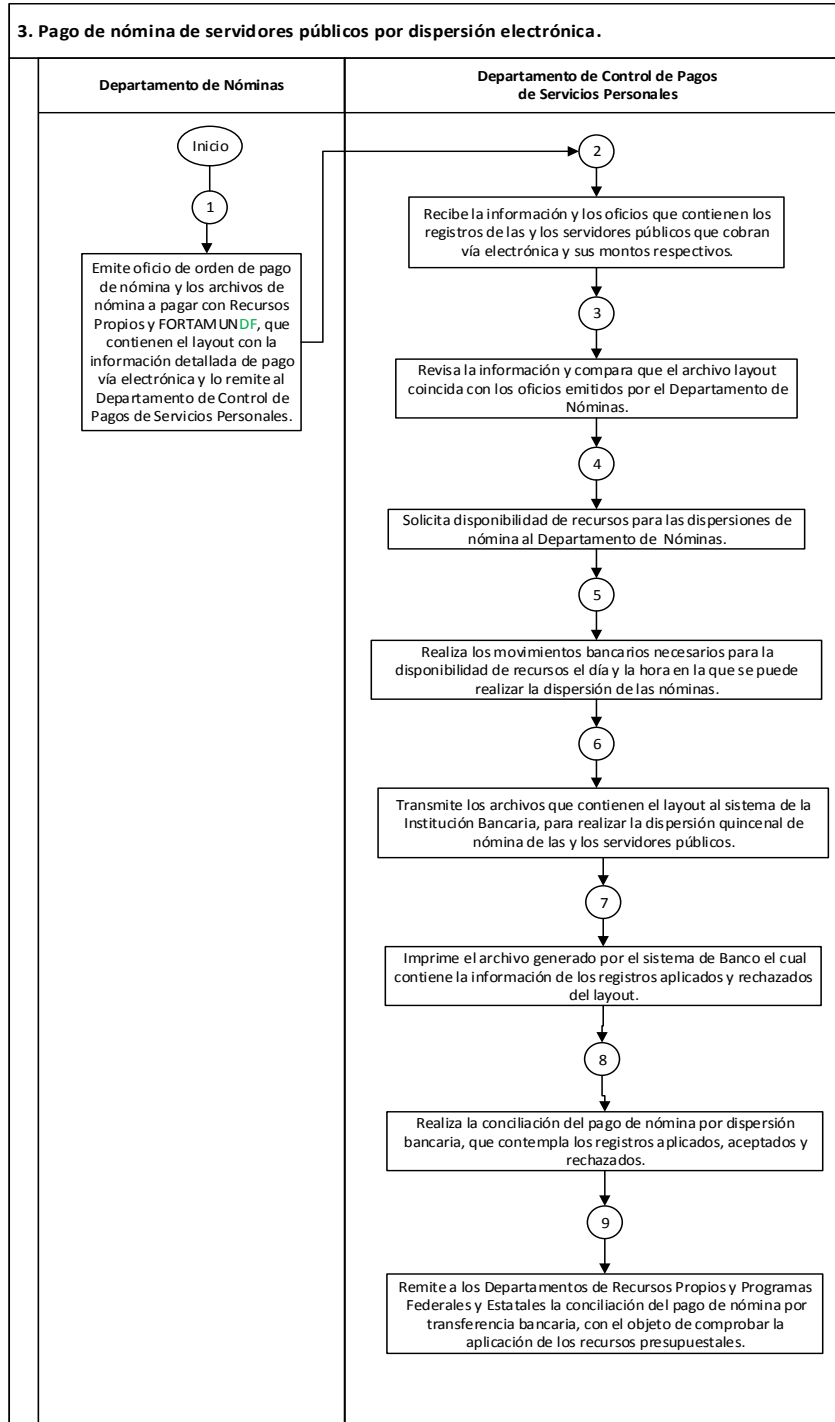 3. Pago de nómina de servidores públicos por dispersión electrónica.
Departamento de Nóminas
Departamento de Control de Pagos
de Servicios Personales
Inicio
1
Emite oficio de orden de pago
de nómina y los archivos de
nómina a pagar con Recursos
Propios y FORTAMUNDF, que
contienen el layout con la
información detallada de pago
vía electrónica y lo remite al
Departamento de Control de
Pagos de Servicios Personales.
2
Recibe la información y los oficios que contienen los
registros de las y los servidores públicos que cobran
vía electrónica y sus montos respectivos.
3
Revisa la información y compara que el archivo layout
coincida con los oficios emitidos por el Departamento de
Nóminas.
4
Solicita disponibilidad de recursos para las dispersiones de
nómina al Departamento de Nóminas.
5
Realiza los movimientos bancarios necesarios para la
disponibilidad de recursos el día y la hora en la que se puede
realizar la dispersión de las nóminas.
6
Transmite los archivos que contienen el layout al sistema de la
Institución Bancaria, para realizar la dispersión quincenal de
nómina de las y los servidores públicos.
7
Imprime el archivo generado por el sistema de Banco el cual
contiene la información de los registros aplicados y rechazados
del layout.
8
Realiza la conciliación del pago de nómina por dispersión
bancaria, que contempla los registros aplicados, aceptados y
rechazados.
9
Remite a los Departamentos de Recursos Propios y Programas
Federales y Estatales la conciliación del pago de nómina por
transferencia bancaria, con el objeto de comprobar la
aplicación de los recursos presupuestales.